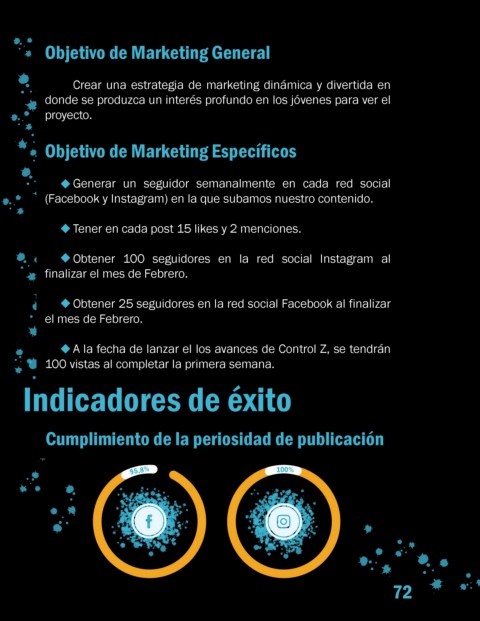 Objetivo de Marketing General
Crear una estrategia de marketing dinámica y divertida en
donde se produzca un interés profundo en los jóvenes para ver el
proyecto.
Objetivo de Marketing Específicos
Generar un seguidor semanalmente en cada red social
(Facebook y Instagram) en la que subamos nuestro contenido.
Tener en cada post 15 likes y 2 menciones.
Obtener 100 seguidores en la red social Instagram al
finalizar el mes de Febrero.
Obtener 25 seguidores en la red social Facebook al finalizar
el mes de Febrero.
A la fecha de lanzar el los avances de Control Z, se tendrán
100 vistas al completar la primera semana.
Indicadores de éxito
Cumplimiento de la periosidad de publicación
95,8%
100%
72